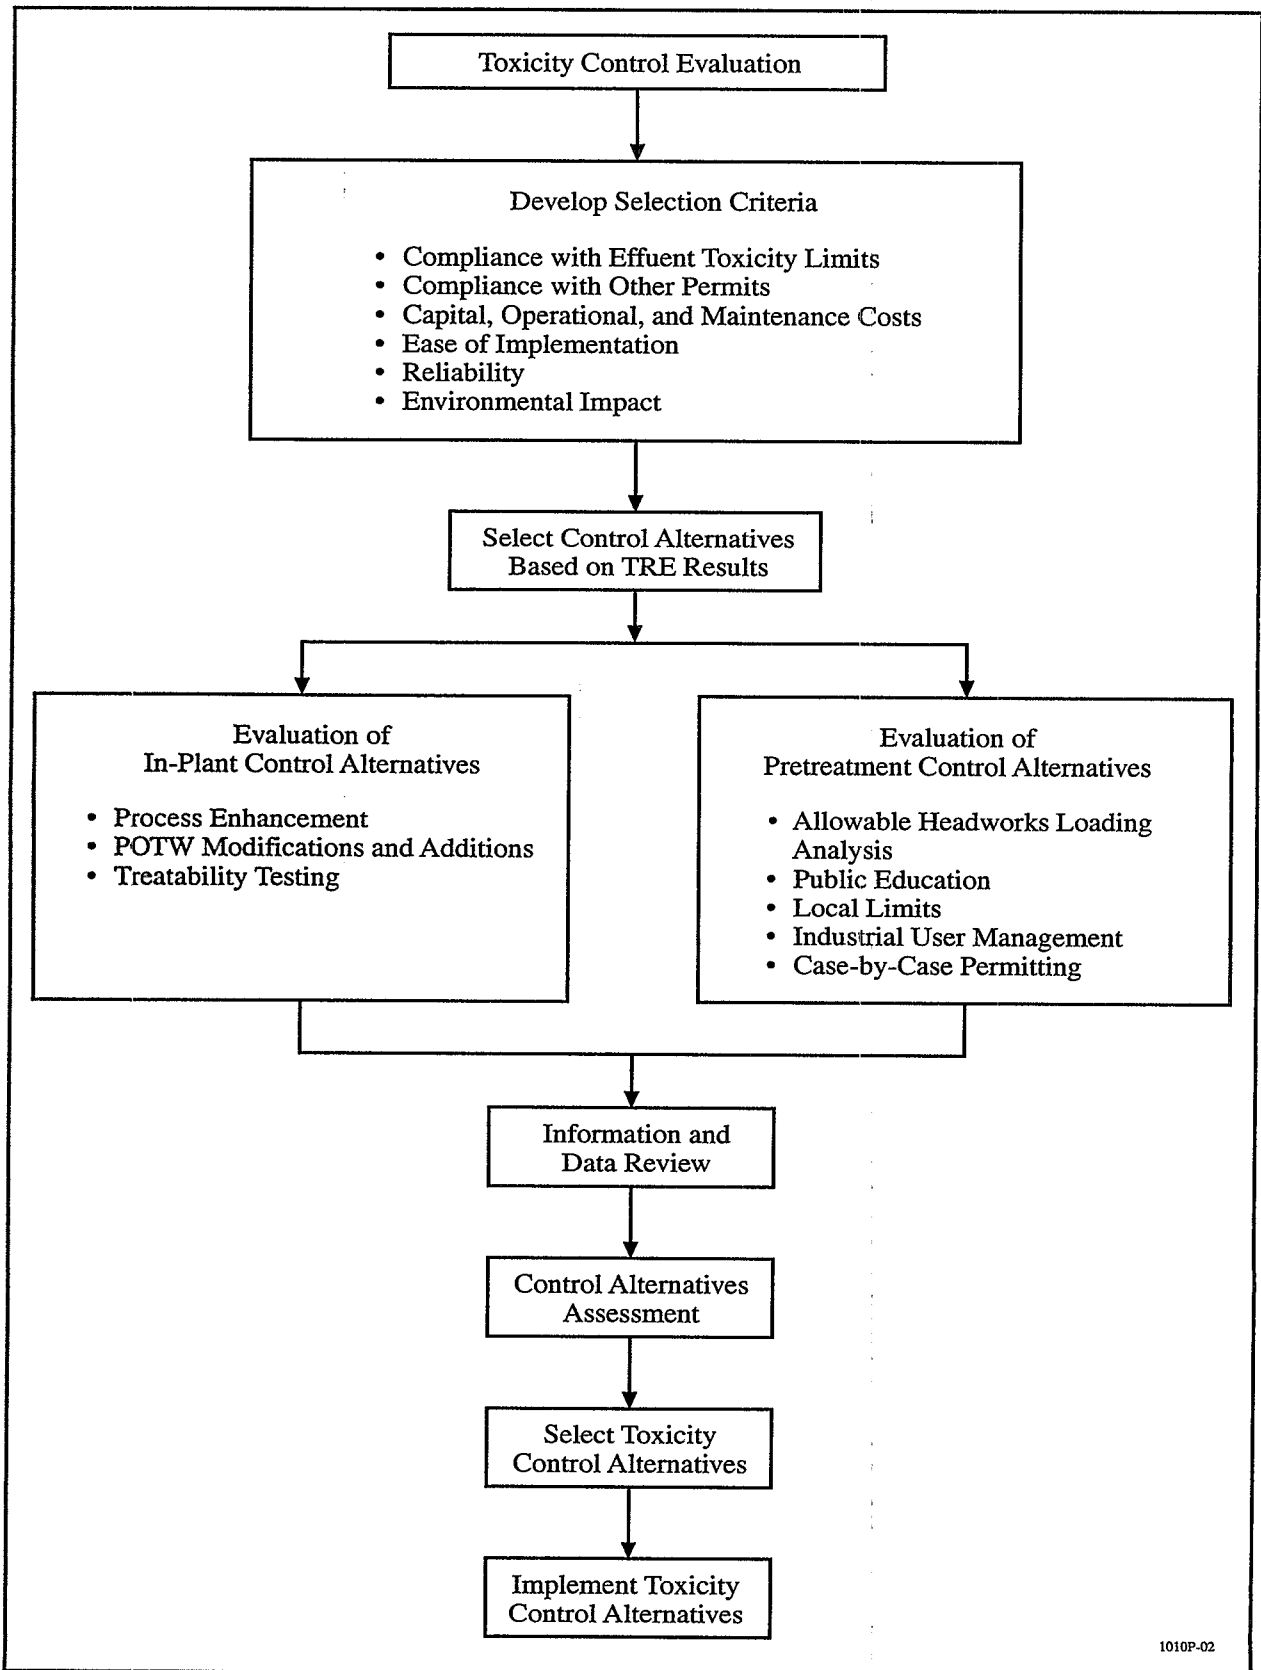 Toxicity Control Evaluation
Develop Selection Criteria
• Compliance with Effuent Toxicity Limits
• Compliance with Other Permits
• Capital, Operational, and Maintenance Costs
• Ease of Implementation
• Reliability
• Environmental Impact
Select Control Alternatives
Based on TRE Results
Evaluation of
In-Plant Control Alternatives
• Process Enhancement
• POTW Modifications and Additions
• Treatability Testing
Evaluation of
Pretreatment Control Alternatives
• Allowable Headworks Loading
Analysis
• Public Education
• Local Limits
• Industrial User Management
• Case-by-Case Permitting
Information and
Data Review
Control Alternatives
Assessment
Select Toxicity
Control Alternatives
Implement Toxicity
Control Alternatives
1010P-02